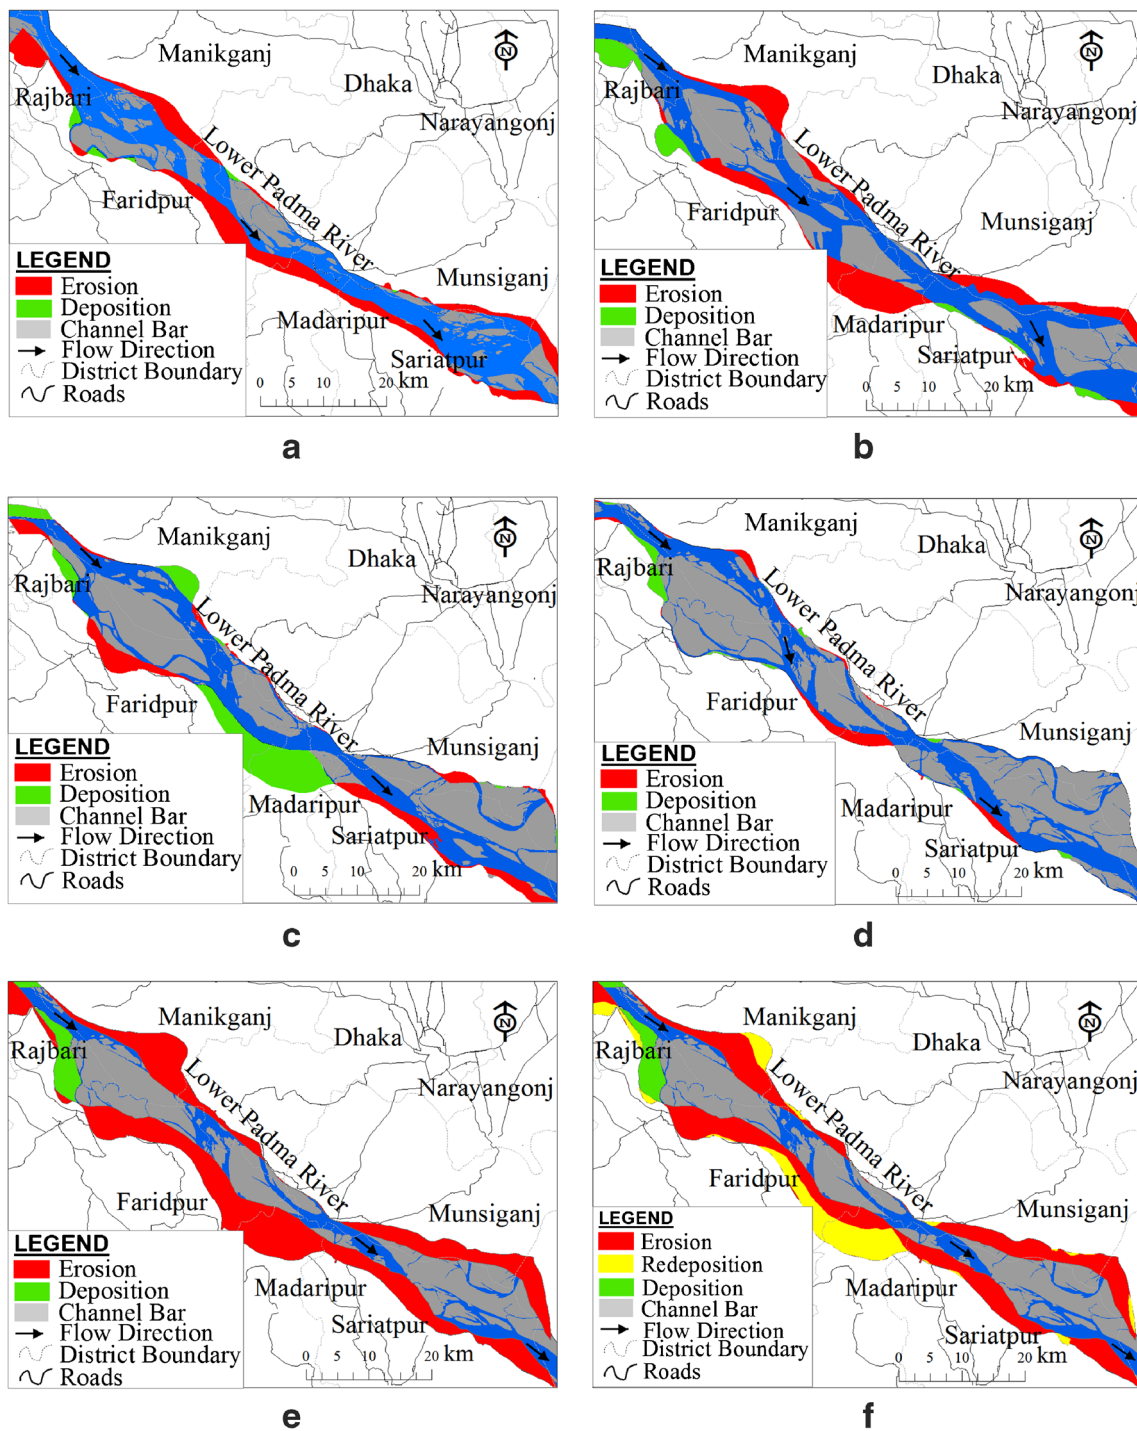 Manikganj
Dhaka
Rajbari
Narayangonj
Lower Padma River
Faridpur
Munsiganj
Madaripur
Sariatpur
LEGEND
Erosion
Deposition
Channel Bar
Flow Direction
District Boundary
Roads
0 5 10 20 km
N
a
Manikganj
Dhaka
Rajbari
Narayangonj
Lower Padma River
Faridpur
Munsiganj
Madaripur
Sariatpur
LEGEND
Erosion
Deposition
Channel Bar
Flow Direction
District Boundary
Roads
0 5 10 20 km
N
b
Manikganj
Dhaka
Rajbari
Narayangonj
Lower Padma River
Faridpur
Munsiganj
Madaripur
Sariatpur
LEGEND
Erosion
Deposition
Channel Bar
Flow Direction
District Boundary
Roads
0 5 10 20 km
N
c
Manikganj
Dhaka
Rajbari
Narayangonj
Lower Padma River
Faridpur
Munsiganj
Madaripur
Sariatpur
LEGEND
Erosion
Deposition
Channel Bar
Flow Direction
District Boundary
Roads
0 5 10 20 km
N
d
Manikganj
Dhaka
Rajbari
Narayangonj
Lower Padma River
Faridpur
Munsiganj
Madaripur
Sariatpur
LEGEND
Erosion
Deposition
Channel Bar
Flow Direction
District Boundary
Roads
0 5 10 20 km
N
e
Manikganj
Dhaka
Rajbari
Narayangonj
Lower Padma River
Faridpur
Munsiganj
Madaripur
Sariatpur
LEGEND
Erosion
Redeposition
Deposition
Channel Bar
Flow Direction
District Boundary
Roads
0 5 10 20 km
N
f